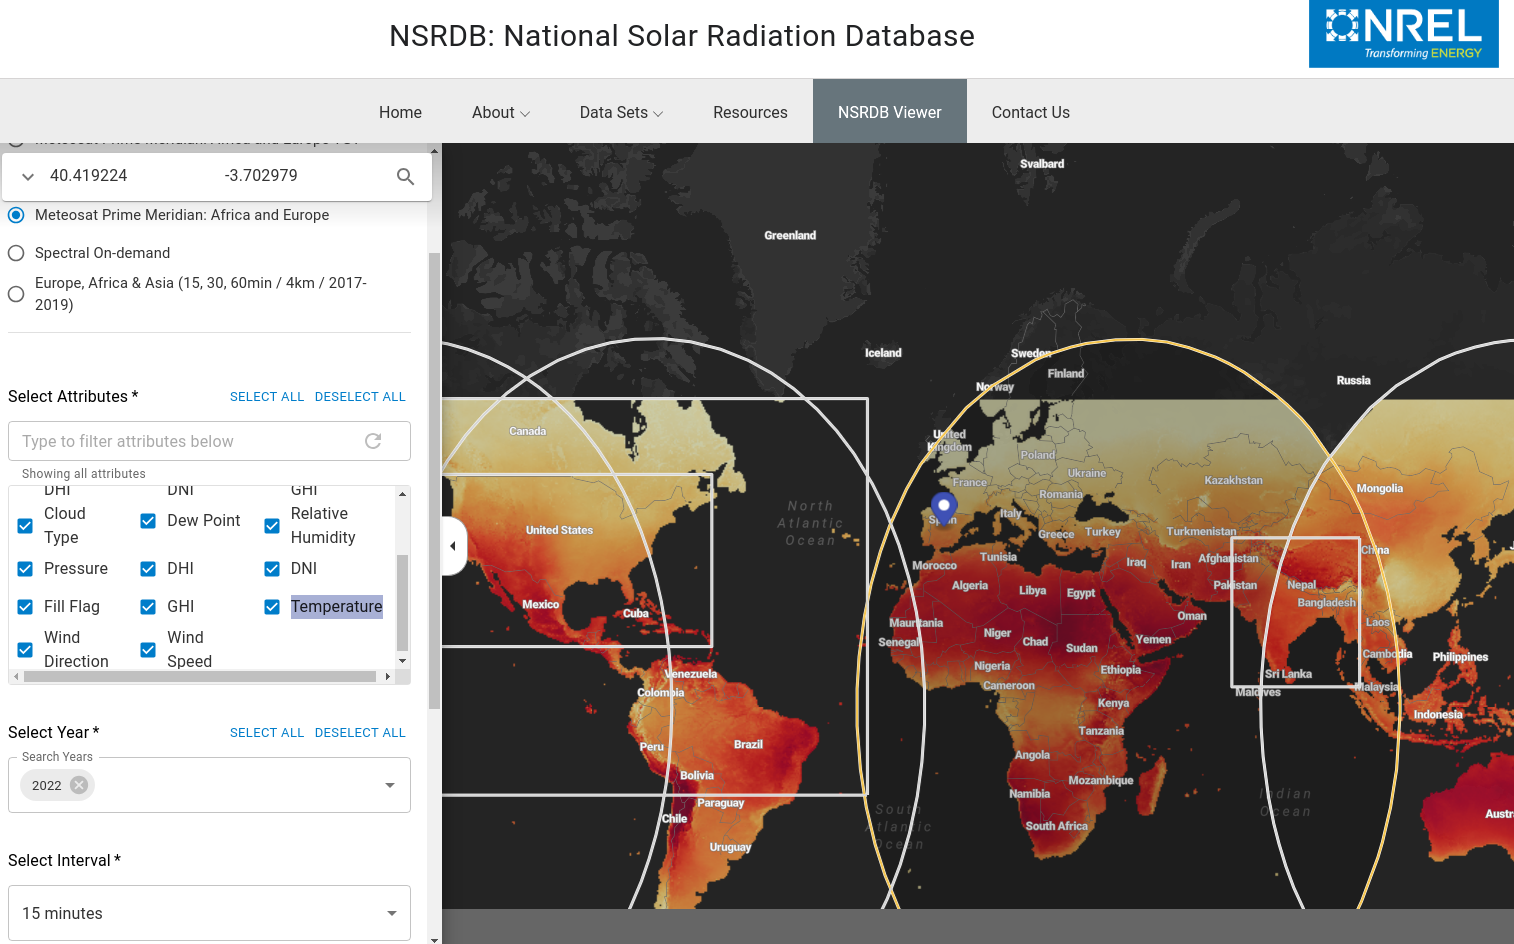 NSRDB: National Solar Radiation Database
NREL
Transforming ENERGY
Home
About
Data Sets
Resources
NSRDB Viewer
Contact Us
Meteosat Prime Meridian: Africa and Europe
40.419224
-3.702979
Meteosat Prime Meridian: Africa and Europe
Spectral On-demand
Europe, Africa & Asia (15, 30, 60min / 4km / 2017-
2019)
Select Attributes *
SELECT ALL
DESELECT ALL
Type to filter attributes below
Showing all attributes
DHI
DNI
GHI
Cloud
Type
Dew Point
Relative
Humidity
Pressure
DHI
DNI
Fill Flag
GHI
Temperature
Wind
Direction
Wind
Speed
Select Year *
SELECT ALL
DESELECT ALL
Search Years
2022
Select Interval *
15 minutes
Svalbard
Greenland
Iceland
Sweden
Finland
Norway
Russia
Canada
United
Kingdom
Poland
Ukraine
France
Romania
Kazakhstan
Mongolia
North
Atlantic
Ocean
United States
Spain
Italy
Greece
Turkey
Turkmenistan
China
Morocco
Tunisia
Iraq
Iran
Afghanistan
Algeria
Libya
Egypt
Pakistan
Nepal
Bangladesh
Mexico
Cuba
Mauritania
Niger
Chad
Sudan
Oman
Yemen
Laos
Senegal
Cambodia
Philippines
Venezuela
Nigeria
Ethiopia
Sri Lanka
Colombia
Cameroon
Maldives
Malaysia
Kenya
Indonesia
Peru
Brazil
Tanzania
Bolivia
Angola
Mozambique
Namibia
Indian
Ocean
Paraguay
Chile
South
Atlantic
Ocean
South Africa
Austr
Uruguay